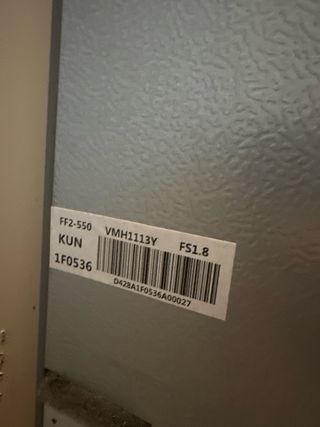 FF2-550 VMH1113Y FS1.8
KUN
1F0536
D428A1F0536A00027